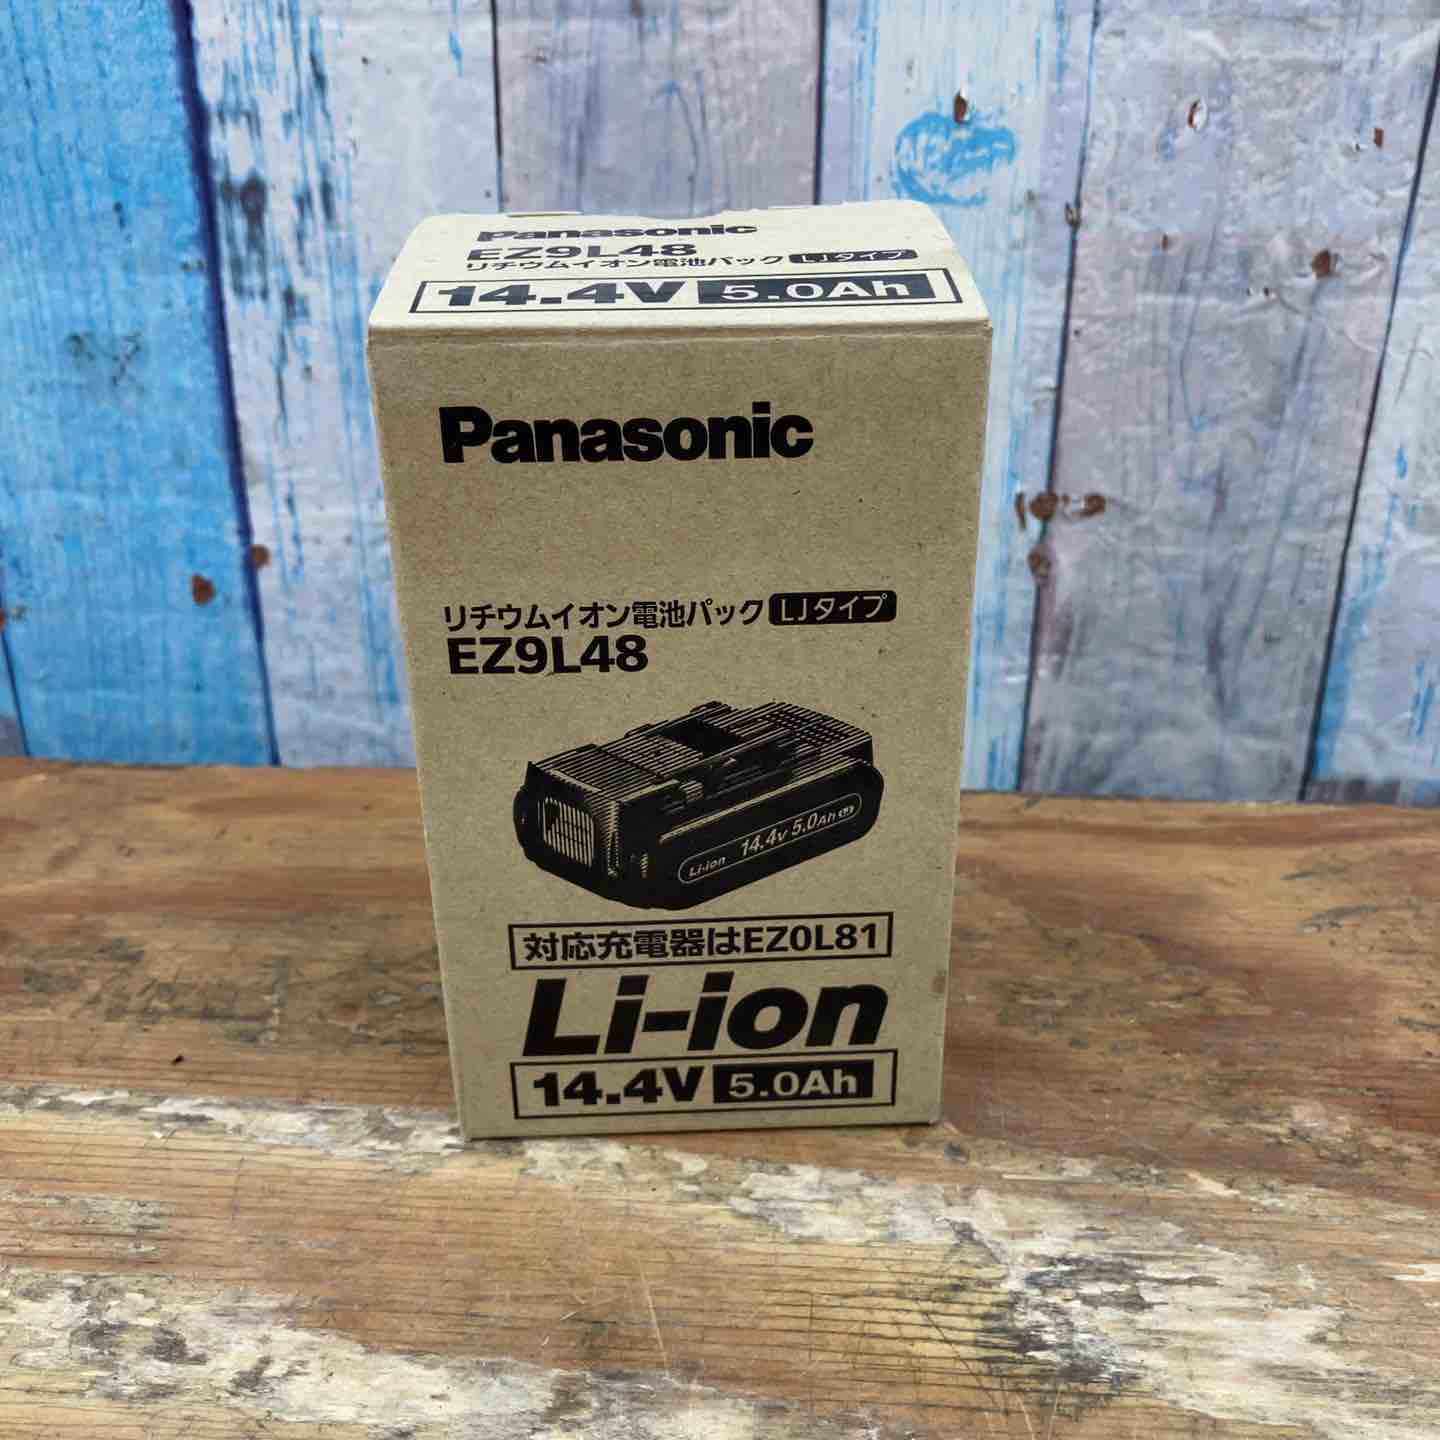 Panasonic
EZ9L48
リチウムイオン電池パック LJタイプ
14.4V 5.0Ah
Panasonic
リチウムイオン電池パック LJタイプ
EZ9L48
Li-ion 14.4V 5.0Ah LJ
対応充電器はEZ0L81
Li-ion
14.4V 5.0Ah